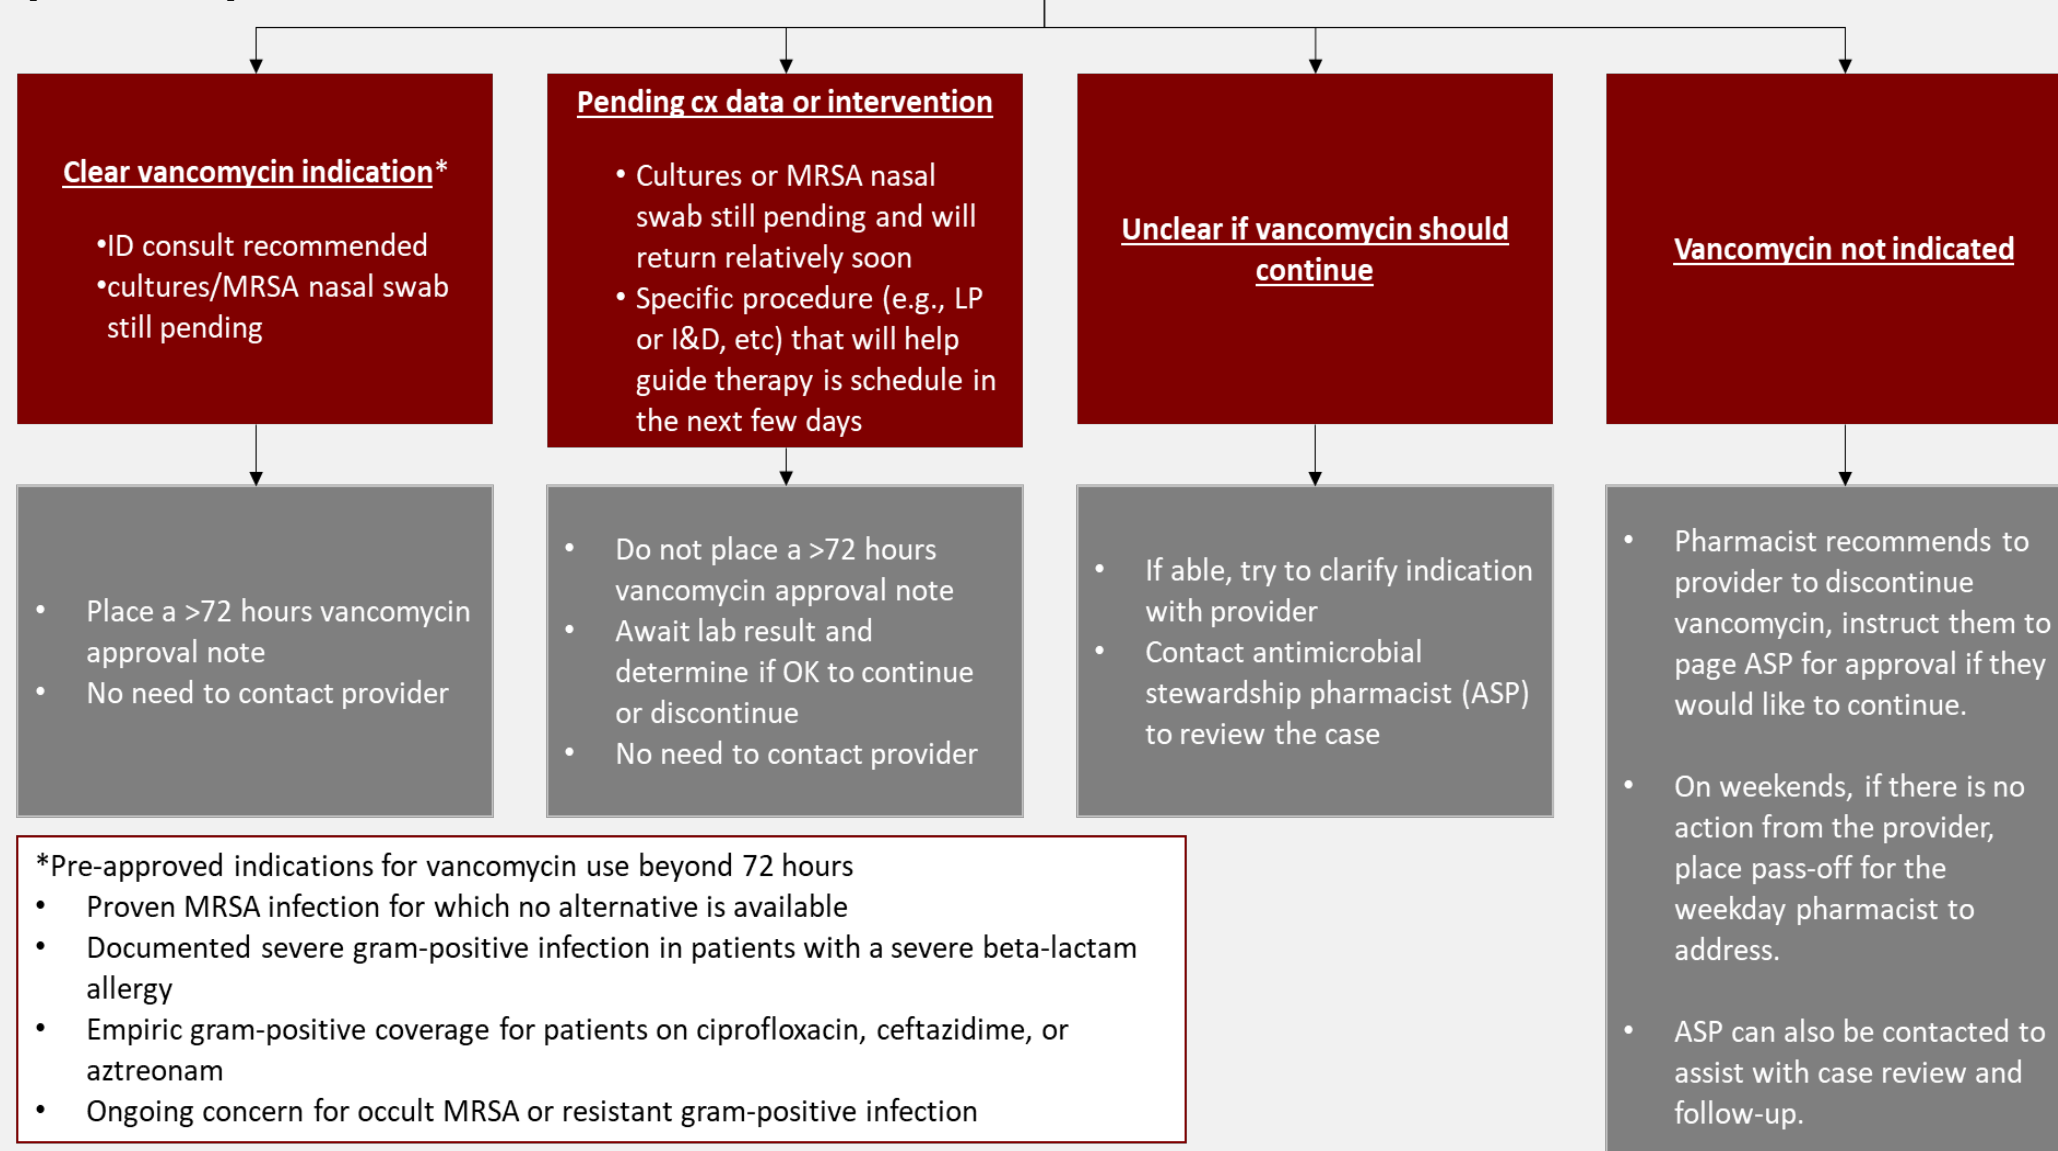 Clear vancomycin indication*
•ID consult recommended
•cultures/MRSA nasal swab
still pending
Pending cx data or intervention
• Cultures or MRSA nasal
swab still pending and will
return relatively soon
• Specific procedure (e.g., LP
or I&D, etc) that will help
guide therapy is schedule in
the next few days
Unclear if vancomycin should
continue
Vancomycin not indicated
• Place a >72 hours vancomycin
approval note
• No need to contact provider
• Do not place a >72 hours
vancomycin approval note
• Await lab result and
determine if OK to continue
or discontinue
• No need to contact provider
• If able, try to clarify indication
with provider
• Contact antimicrobial
stewardship pharmacist (ASP)
to review the case
• Pharmacist recommends to
provider to discontinue
vancomycin, instruct them to
page ASP for approval if they
would like to continue.
• On weekends, if there is no
action from the provider,
place pass-off for the
weekday pharmacist to
address.
• ASP can also be contacted to
assist with case review and
follow-up.
*Pre-approved indications for vancomycin use beyond 72 hours
• Proven MRSA infection for which no alternative is available
• Documented severe gram-positive infection in patients with a severe beta-lactam
allergy
• Empiric gram-positive coverage for patients on ciprofloxacin, ceftazidime, or
aztreonam
• Ongoing concern for occult MRSA or resistant gram-positive infection